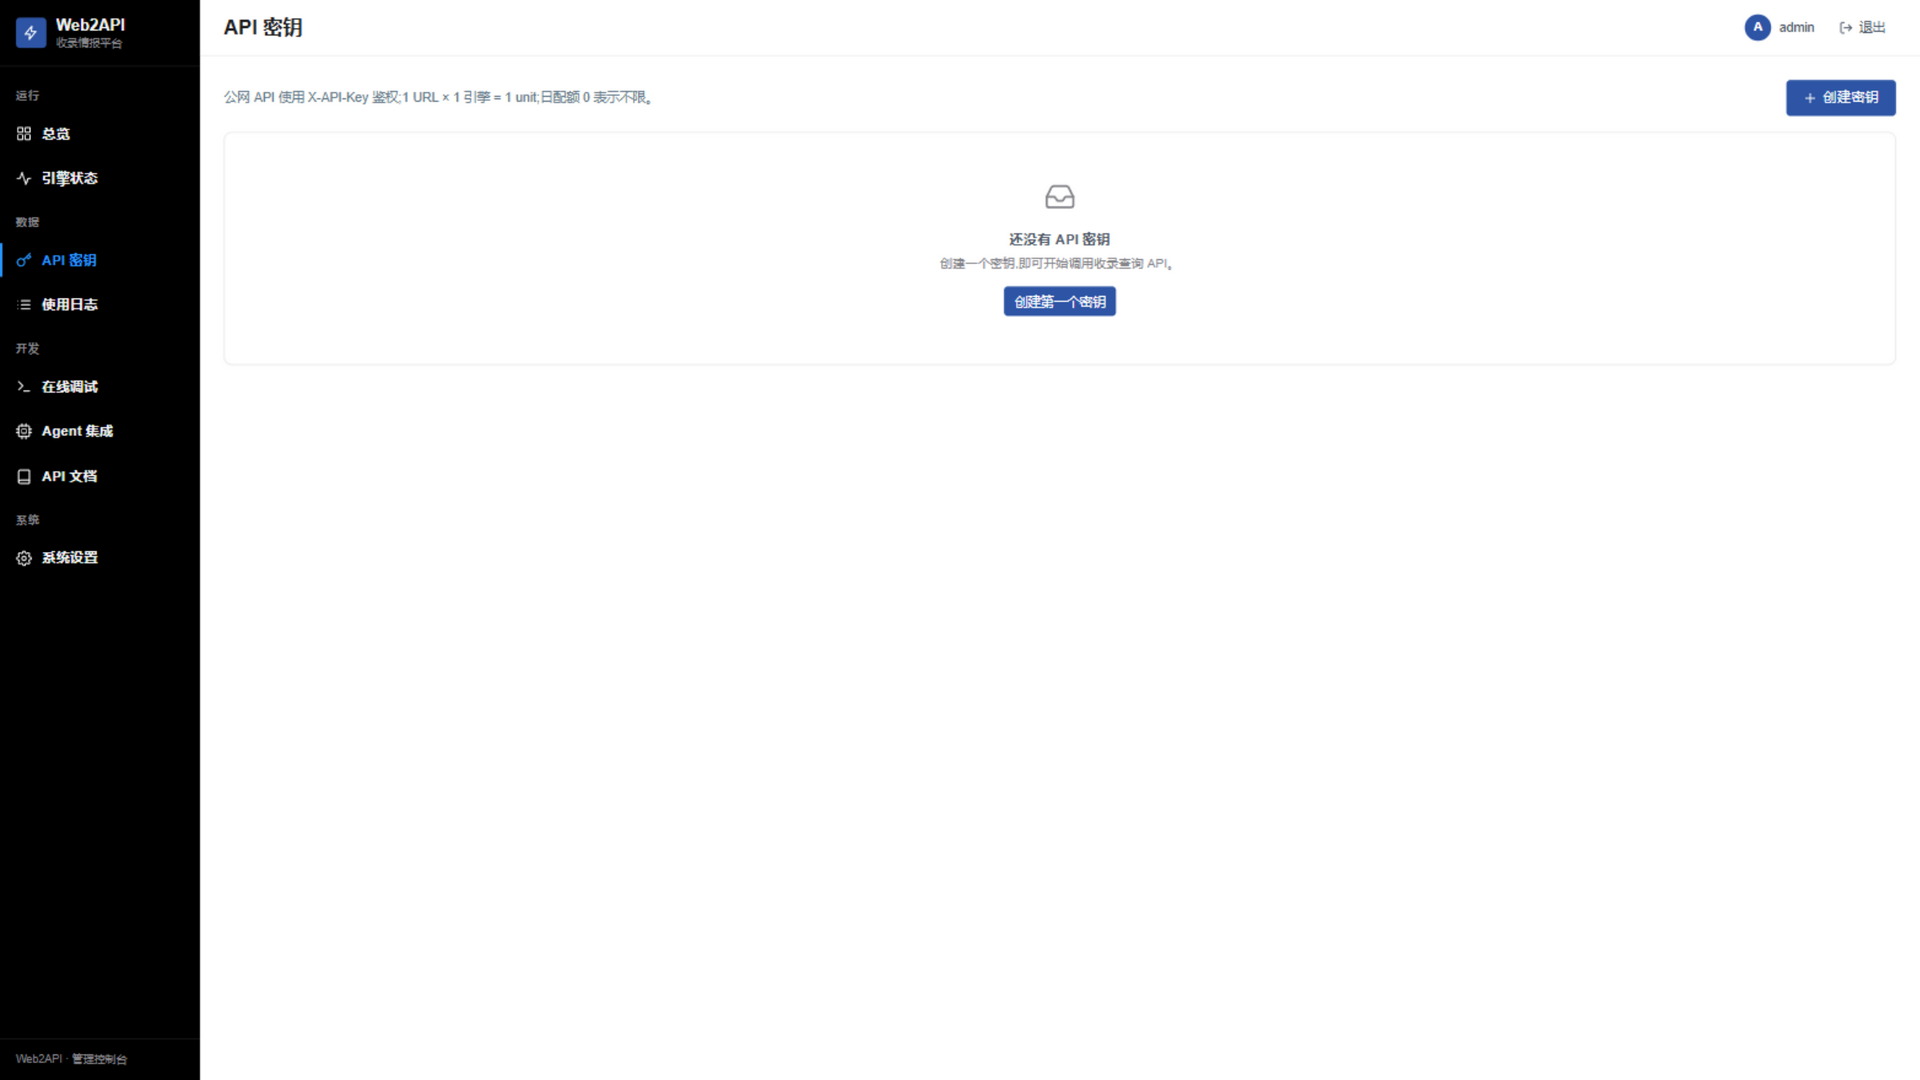 Web2API
收录情报平台
运行
总览
引擎状态
数据
API 密钥
使用日志
开发
在线调试
Agent 集成
API 文档
系统
系统设置
Web2API · 管理控制台
API 密钥
A admin 退出
公网 API 使用 X-API-Key 鉴权;1 URL × 1 引擎 = 1 unit;日配额 0 表示不限。
+ 创建密钥
还没有 API 密钥
创建一个密钥,即可开始调用收录查询 API。
创建第一个密钥